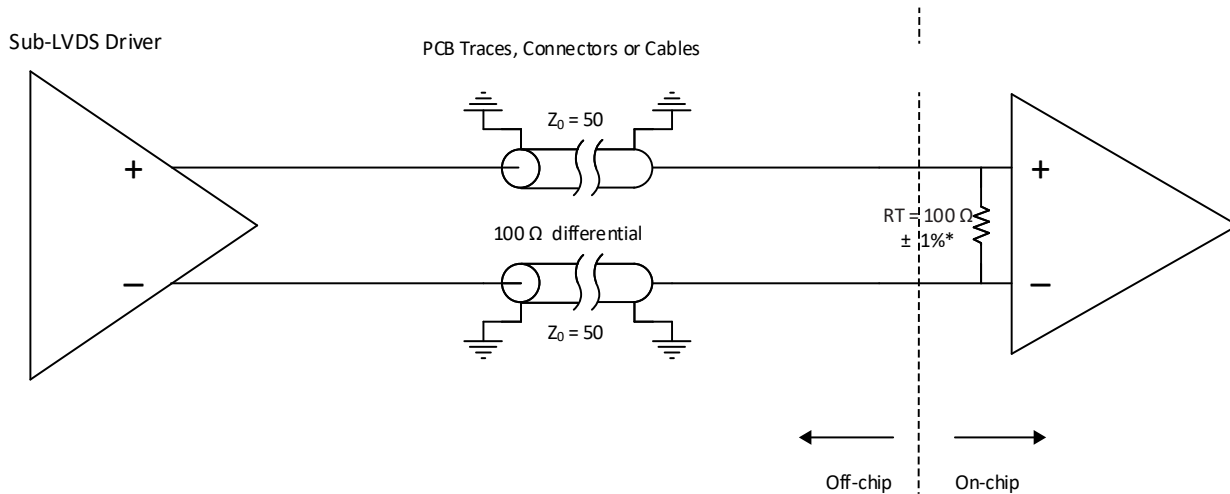 Sub-LVDS Driver
PCB Traces, Connectors or Cables
Z0 = 50
+
+
RT = 100 Ω
± 1%*
100 Ω differential
−
−
Z0 = 50
Off-chip
On-chip